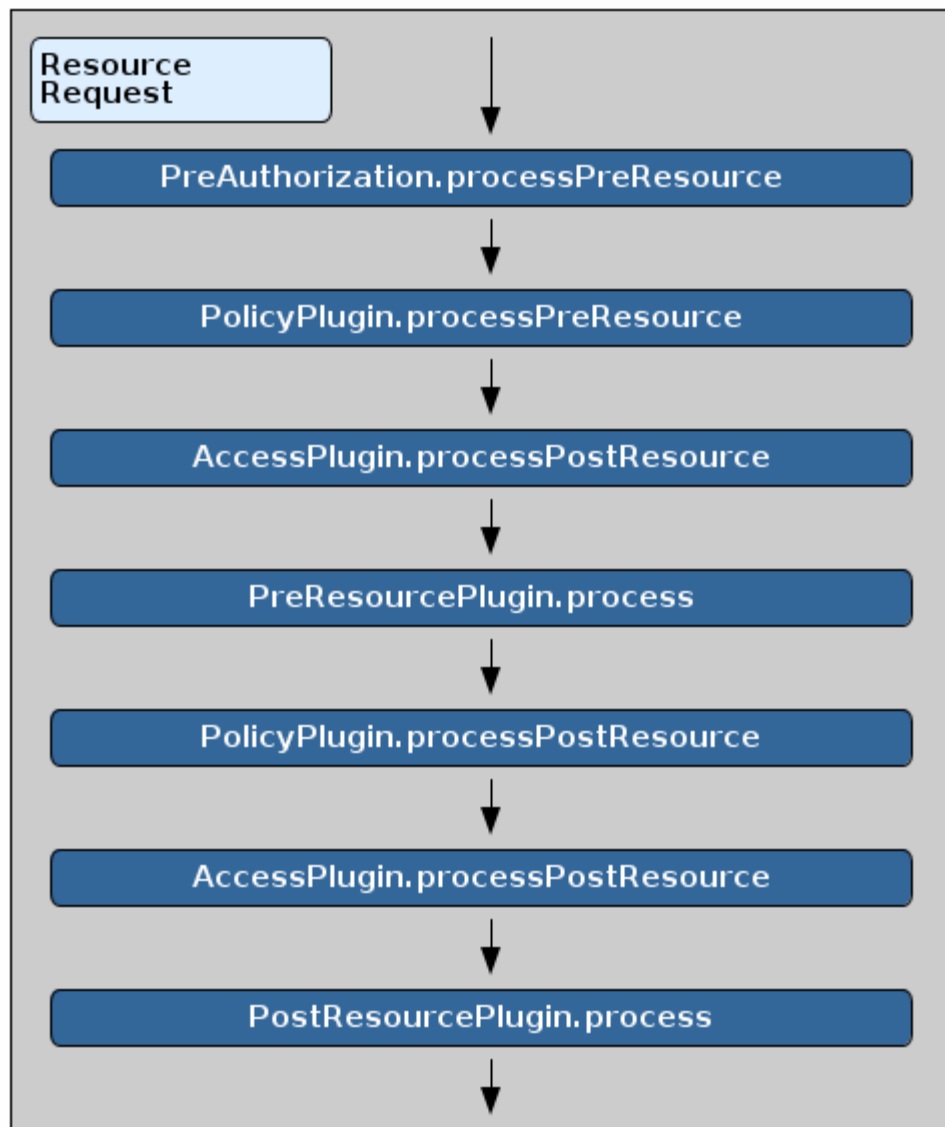 Resource
Request
PreAuthorization.processPreResource
PolicyPlugin.processPreResource
AccessPlugin.processPostResource
PreResourcePlugin.process
PolicyPlugin.processPostResource
AccessPlugin.processPostResource
PostResourcePlugin.process